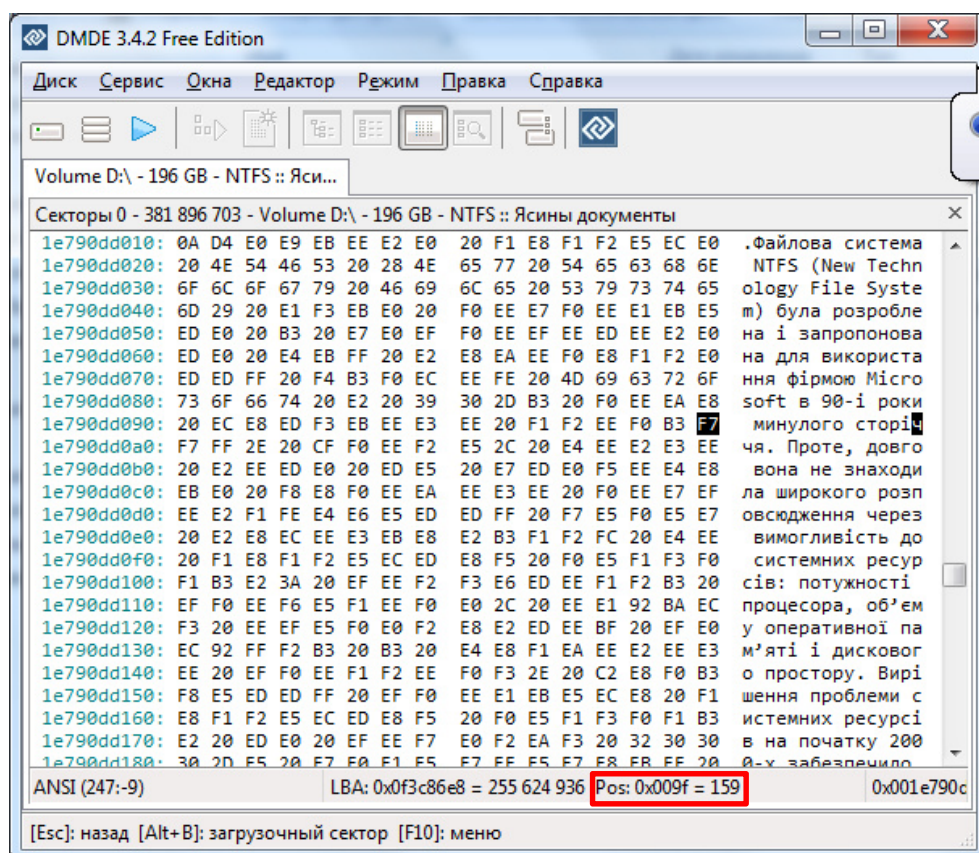 DMDE 3.4.2 Free Edition
Диск Сервис Окна Редактор Режим Правка Справка
Volume D:\ - 196 GB - NTFS :: Яси...
Секторы 0 - 381 896 703 - Volume D:\ - 196 GB - NTFS :: Ясины документы
1e790dd010: 0A D4 E0 E9 EB EE E2 E0 20 F1 E8 F1 F2 E5 EC E0 .Файлова система
1e790dd020: 20 4E 54 46 53 20 28 4E 65 77 20 54 65 63 68 6E NTFS (New Techn
1e790dd030: 6F 6C 6F 67 79 20 46 69 6C 65 20 53 79 73 74 65 ology File Syste
1e790dd040: 6D 29 20 E1 F3 EB E0 20 F0 EE E7 F0 EE E1 EB E5 m) була розробле
1e790dd050: ED E0 20 B3 20 E7 E0 EF F0 EE EF EE ED EE E2 E0 на і запропонова
1e790dd060: ED E0 20 E4 EB FF 20 E2 E8 EA EE F0 E8 F1 F2 E0 на для використа
1e790dd070: ED ED FF 20 F4 B3 F0 EC EE FE 20 4D 69 63 72 6F ння фірмою Micro
1e790dd080: 73 6F 66 74 20 E2 20 39 30 2D B3 20 F0 EE EA E8 soft в 90-і роки
1e790dd090: 20 EC E8 ED F3 EB EE E3 EE 20 F1 F2 EE F0 B3 F7 минулого сторіч
1e790dd0a0: F7 FF 2E 20 CF F0 EE F2 E5 2C 20 E4 EE E2 E3 EE чя. Проте, довго
1e790dd0b0: 20 E2 EE ED E0 20 ED E5 20 E7 ED E0 F5 EE E4 E8 вона не знаходи
1e790dd0c0: EB E0 20 F8 E8 F0 EE EA EE E3 EE 20 F0 EE E7 EF ла широкого розп
1e790dd0d0: EE E2 F1 FE E4 E6 E5 ED ED FF 20 F7 E5 F0 E5 E7 овсюдження через
1e790dd0e0: 20 E2 E8 EC EE E3 EB E8 E2 B3 F1 F2 FC 20 E4 EE вимогливість до
1e790dd0f0: 20 F1 E8 F1 F2 E5 EC ED E8 F5 20 F0 E5 F1 F3 F0 системних ресур
1e790dd100: F1 B3 E2 3A 20 EF EE F2 F3 E6 ED EE F1 F2 B3 20 сів: потужності
1e790dd110: EF F0 EE F6 E5 F1 EE F0 E0 2C 20 EE E1 92 BA EC процесора, об’єм
1e790dd120: F3 20 EE EF E5 F0 E0 F2 E8 E2 ED EE BF 20 EF E0 у оперативної па
1e790dd130: EC 92 FF F2 B3 20 B3 20 E4 E8 F1 EA EE E2 EE E3 м’яті і дисковог
1e790dd140: EE 20 EF F0 EE F1 F2 EE F0 F3 2E 20 C2 E8 F0 B3 о простору. Вирі
1e790dd150: F8 E5 ED ED FF 20 EF F0 EE E1 EB E5 EC E8 20 F1 шення проблеми с
1e790dd160: E8 F1 F2 E5 EC ED E8 F5 20 F0 E5 F1 F3 F0 F1 B3 истемних ресурсі
1e790dd170: E2 20 ED E0 20 EF EE F7 E0 F2 EA F3 20 32 30 30 в на початку 200
1e790dd180: 30 2D F5 20 E7 E0 E1 E5 E7 EF E5 F7 E8 EB EE 20 0-х забезпечило
ANSI (247:-9) LBA: 0x0f3c86e8 = 255 624 936 Pos: 0x009f = 159 0x001e790
[Esc]: назад [Alt+B]: загрузочный сектор [F10]: меню